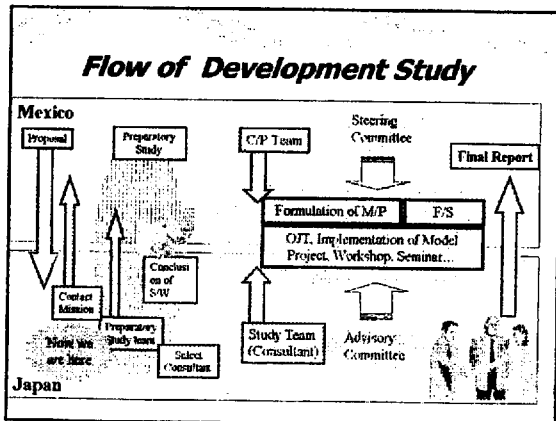 Flow of Development Study
Mexico
Proposal
Preparatory
Study
C/P Team
Steering
Committee
Final Report
Formulation of M/P
F/S
OJT, Implementation of Model
Project, Workshop, Seminar...
Conclusi
on of
S/W
Contact
Mission
Preparatory
Study team
Now we
are here
Select
Consultant
Study Team
(Consultant)
Advisory
Committee
Japan